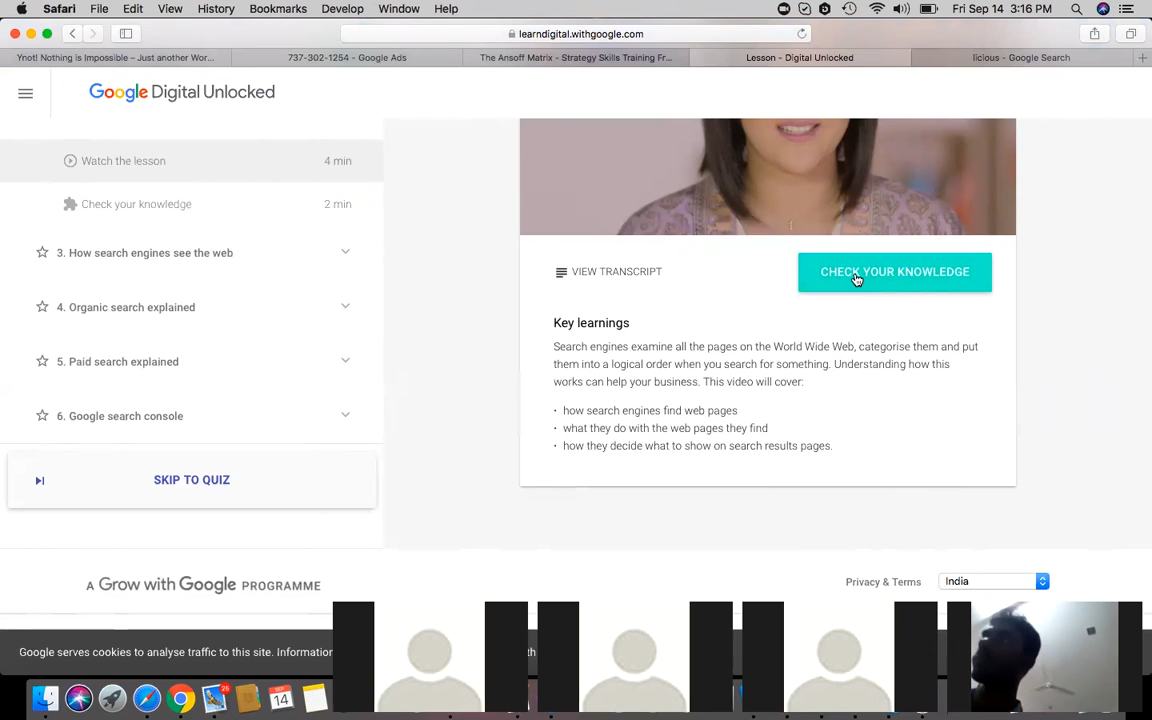 Safari File Edit View History Bookmarks Develop Window Help Fri Sep 14 3:16 PM
learndigital.withgoogle.com
Ynot! Nothing is Impossible – Just another Wor... 737-302-1254 - Google Ads The Ansoff Matrix - Strategy Skills Training Fr... Lesson - Digital Unlocked licious - Google Search
Google Digital Unlocked
Watch the lesson 4 min
Check your knowledge 2 min
3. How search engines see the web
4. Organic search explained
5. Paid search explained
6. Google search console
SKIP TO QUIZ
VIEW TRANSCRIPT CHECK YOUR KNOWLEDGE
Key learnings
Search engines examine all the pages on the World Wide Web, categorise them and put
them into a logical order when you search for something. Understanding how this
works can help your business. This video will cover:
• how search engines find web pages
• what they do with the web pages they find
• how they decide what to show on search results pages.
A Grow with Google PROGRAMME
Privacy & Terms India
Google serves cookies to analyse traffic to this site. Information
SEP
14